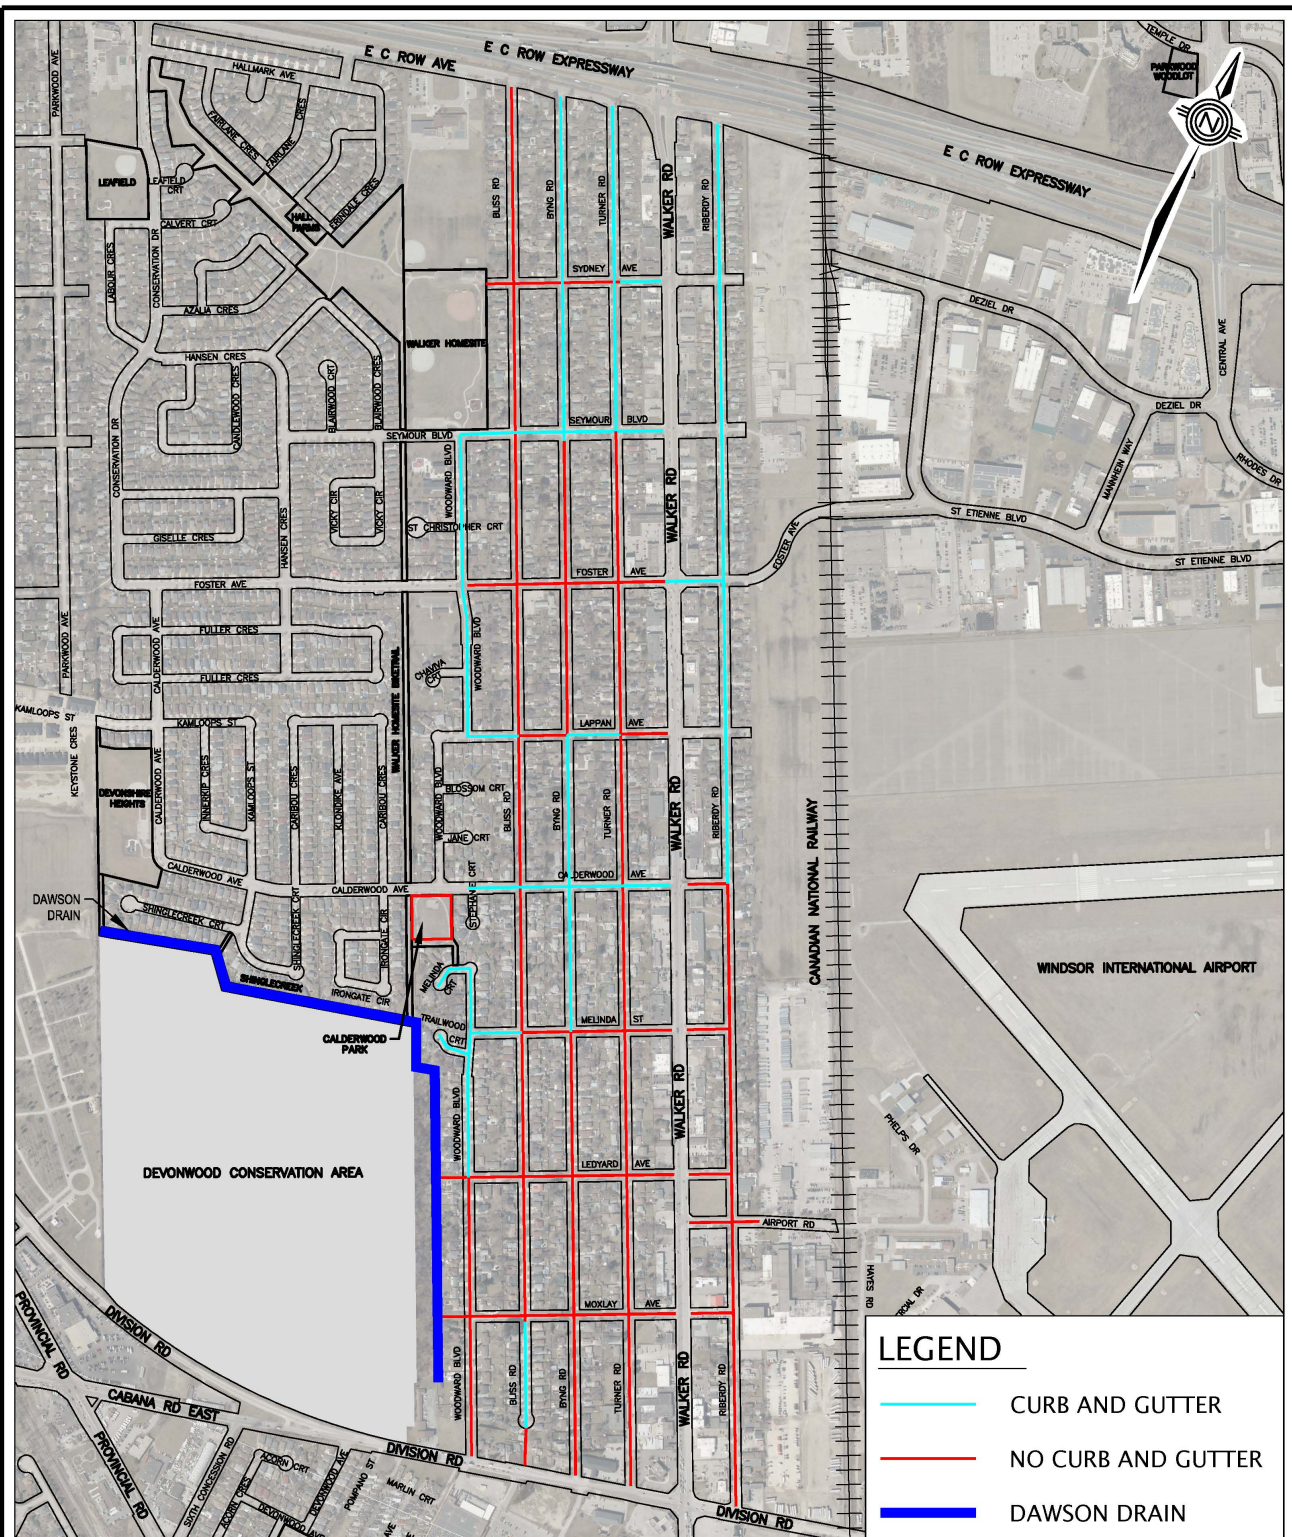 E C ROW AVE
E C ROW EXPRESSWAY
TEMPLE DR
PARKWOOD
WOODLOT
N
PARKWOOD AVE
HALLMARK AVE
FAIRLANE CRES
FAIRLANE CRES
E C ROW EXPRESSWAY
LEAFIELD
LEAFIELD
CRT
ERINDALE CRES
BLISS RD
BYNG RD
TURNER RD
WALKER RD
RIBERDY RD
CALVERT CRT
HALL
FARMS
LABOUR CRES
CONSERVATION DR
SYDNEY AVE
AZALIA CRES
DEZIEL DR
CENTRAL AVE
HANSEN CRES
WALKER HOMESITE
CANDLEWOOD CRES
BLAIRWOOD CRT
BLAIRWOOD CRES
DEZIEL DR
SEYMOUR BLVD
SEYMOUR BLVD
CONSERVATION DR
WOODWARD BLVD
MANNHEIM WAY
RHODES DR
HANSEN CRES
VICKY CIR
VICKY CIR
WALKER RD
ST CHRISTOPHER CRT
ST ETIENNE BLVD
GISELLE CRES
FOSTER AVE
ST ETIENNE BLVD
FOSTER AVE
FOSTER AVE
PARKWOOD AVE
CALDERWOOD AVE
FULLER CRES
WOODWARD BLVD
FULLER CRES
CHAVIVA
CRT
WALKER HOMESITE BIKETRAIL
KAMLOOPS ST
KAMLOOPS ST
LAPPAN AVE
KEYSTONE CRES
CALDERWOOD AVE
INNERKIP CRES
KAMLOOPS ST
CARIBOU CRES
KLONDIKE AVE
CARIBOU CRES
WOODWARD BLVD
BLOSSOM CRT
BLISS RD
BYNG RD
TURNER RD
WALKER RD
RIBERDY RD
DEVONSHIRE
HEIGHTS
JANE CRT
CANADIAN NATIONAL RAILWAY
CALDERWOOD AVE
CALDERWOOD AVE
CALDERWOOD AVE
STEPHANIE CRT
DAWSON
DRAIN
SHINGLECREEK CRT
SHINGLECREEK CRT
IRONGATE CIR
SHINGLECREEK
IRONGATE CIR
MELINDA
CRT
WINDSOR INTERNATIONAL AIRPORT
TRAILWOOD
CRT
MELINDA ST
CALDERWOOD
PARK
WALKER RD
WOODWARD BLVD
PHELPS DR
DEVONWOOD CONSERVATION AREA
LEDYARD AVE
AIRPORT RD
HAYES RD
MOXLAY AVE
PROVINCIAL RD
DIVISION RD
WOODWARD BLVD
BLISS RD
BYNG RD
TURNER RD
WALKER RD
RIBERDY RD
CABANA RD EAST
PROVINCIAL RD
DIVISION RD
SIXTH CONCESSION RD
ACORN CRT
ACORN CRES
DEVONWOOD AVE
DEVONWOOD AVE
POMPANO ST
MARLIN CRT
AVE
DIVISION RD
LEGEND
CURB AND GUTTER
NO CURB AND GUTTER
DAWSON DRAIN